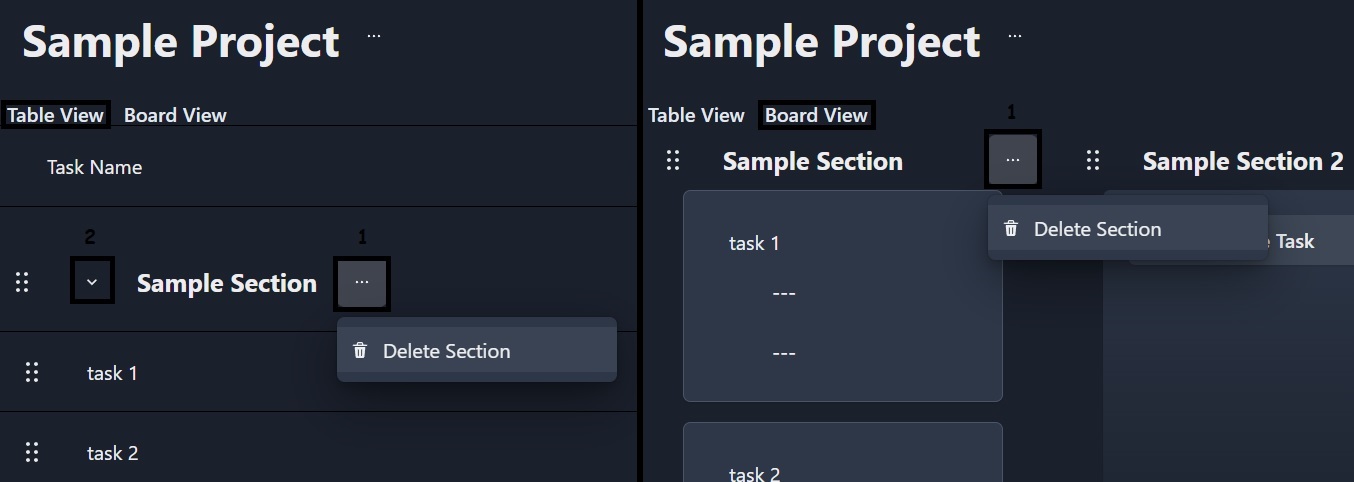 Sample Project ...
Table View Board View
Task Name
2 1
Sample Section ...
Delete Section
task 1
task 2
Sample Project ...
Table View Board View
1
Sample Section ... Sample Section 2
Delete Section
Task
task 1
---
---
task 2